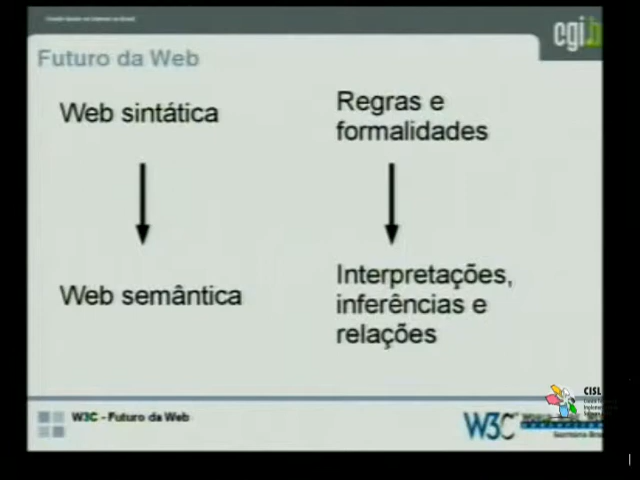 cgi.b
Futuro da Web
Web sintática
Regras e
formalidades
Web semântica
Interpretações,
inferências e
relações
CISL
W3C - Futuro da Web
W3C